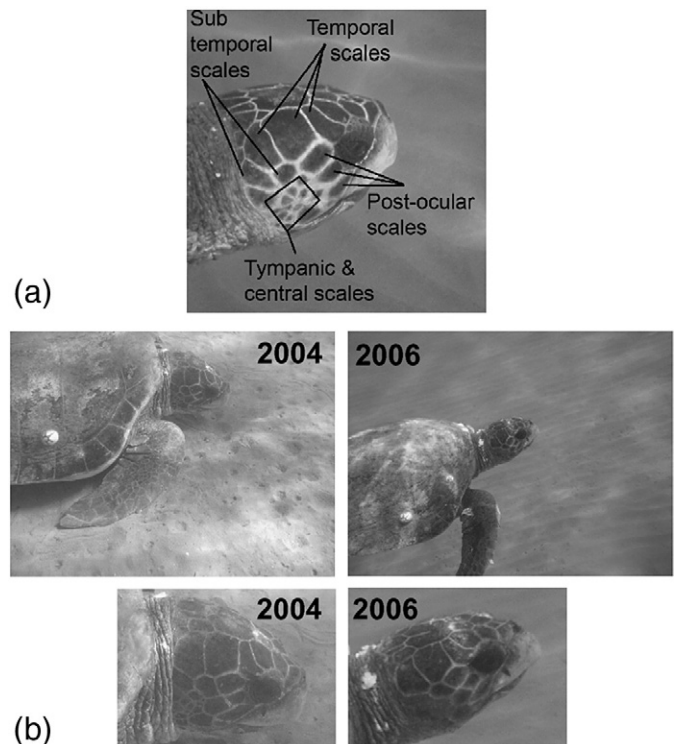 Sub
temporal
scales
Temporal
scales
Post-ocular
scales
Tympanic &
central scales
(a)
2004
2006
2004
2006
(b)